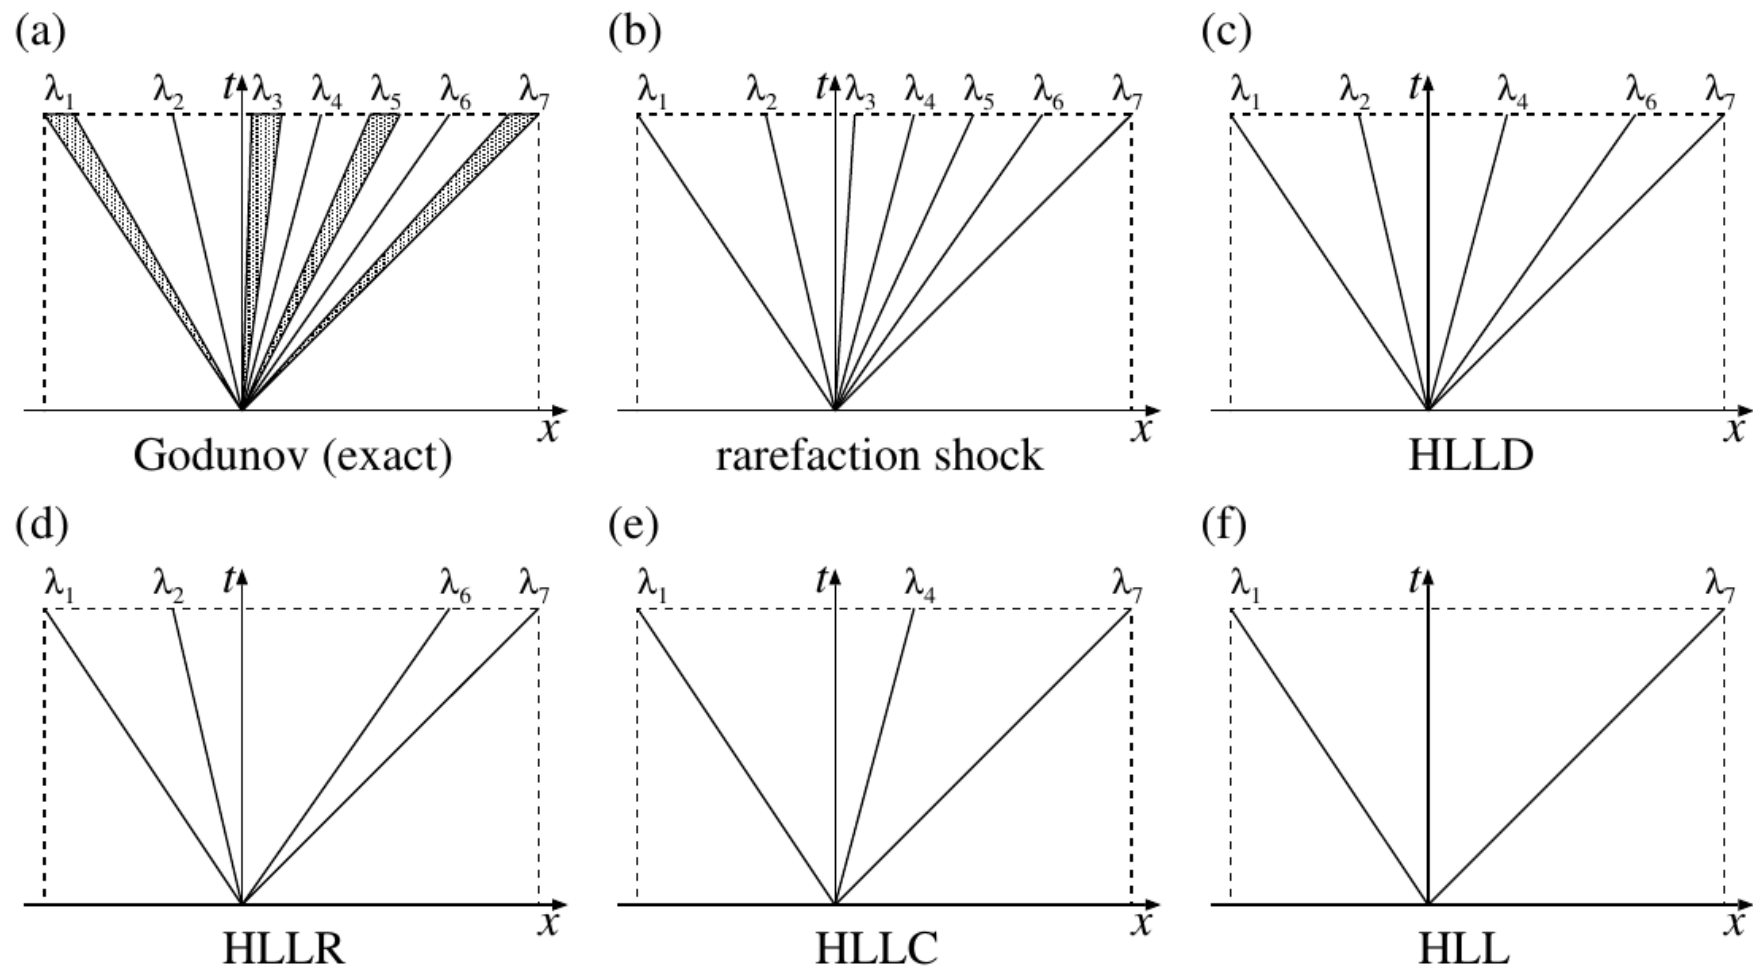 (a) (b) (c)
λ1 λ2 t λ3 λ4 λ5 λ6 λ7 λ1 λ2 t λ3 λ4 λ5 λ6 λ7 λ1 λ2 t λ4 λ6 λ7
x x x
Godunov (exact) rarefaction shock HLLD
(d) (e) (f)
λ1 λ2 t λ6 λ7 λ1 t λ4 λ7 λ1 t λ7
x x x
HLLR HLLC HLL